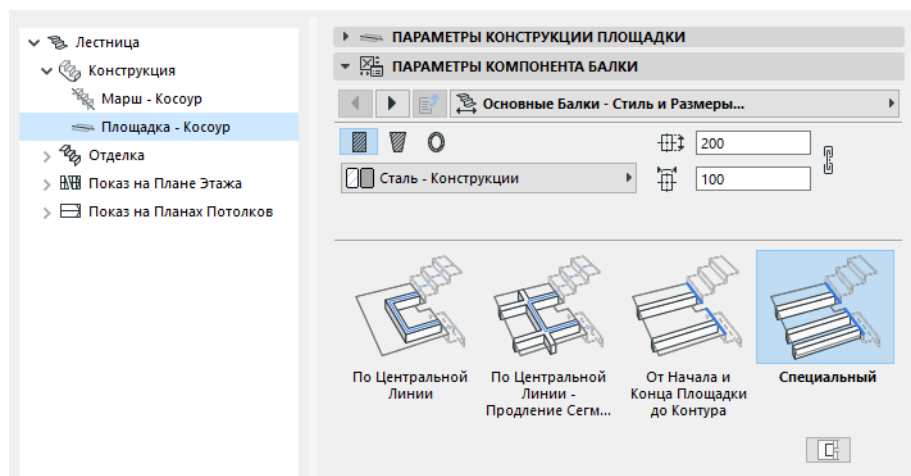 Лестница
Конструкция
Марш - Косоур
Площадка - Косоур
Отделка
Показ на Плане Этажа
Показ на Планах Потолков
ПАРАМЕТРЫ КОНСТРУКЦИИ ПЛОЩАДКИ
ПАРАМЕТРЫ КОМПОНЕНТА БАЛКИ
Основные Балки - Стиль и Размеры...
200
Сталь - Конструкции
100
По Центральной
Линии
По Центральной
Линии -
Продление Сегм...
От Начала и
Конца Площадки
до Контура
Специальный